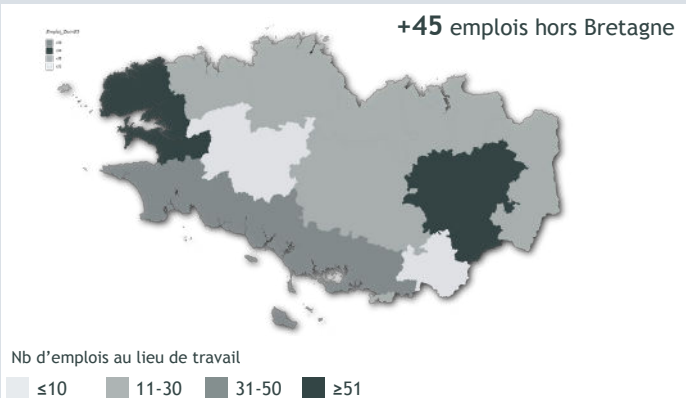 +45 emplois hors Bretagne
Nb d'emplois au lieu de travail
≤10 11-30 31-50 ≥51